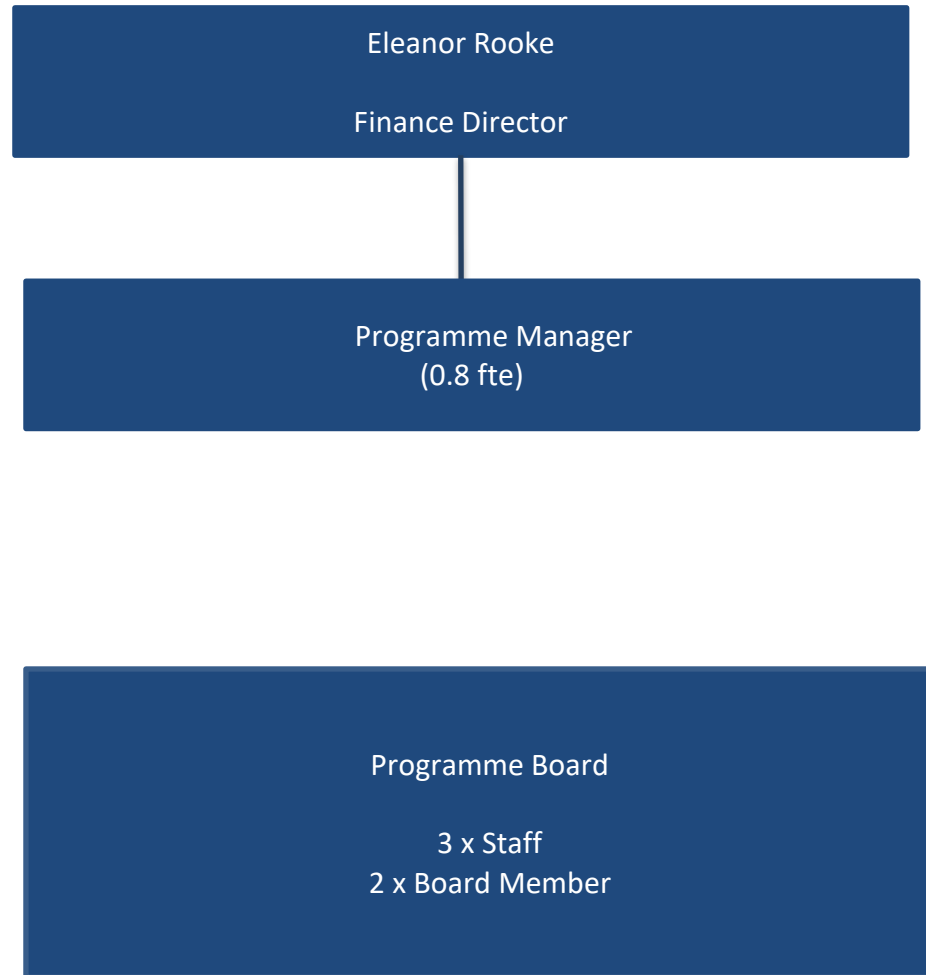 Eleanor Rooke
Finance Director
Programme Manager
(0.8 fte)
Programme Board
3 x Staff
2 x Board Member